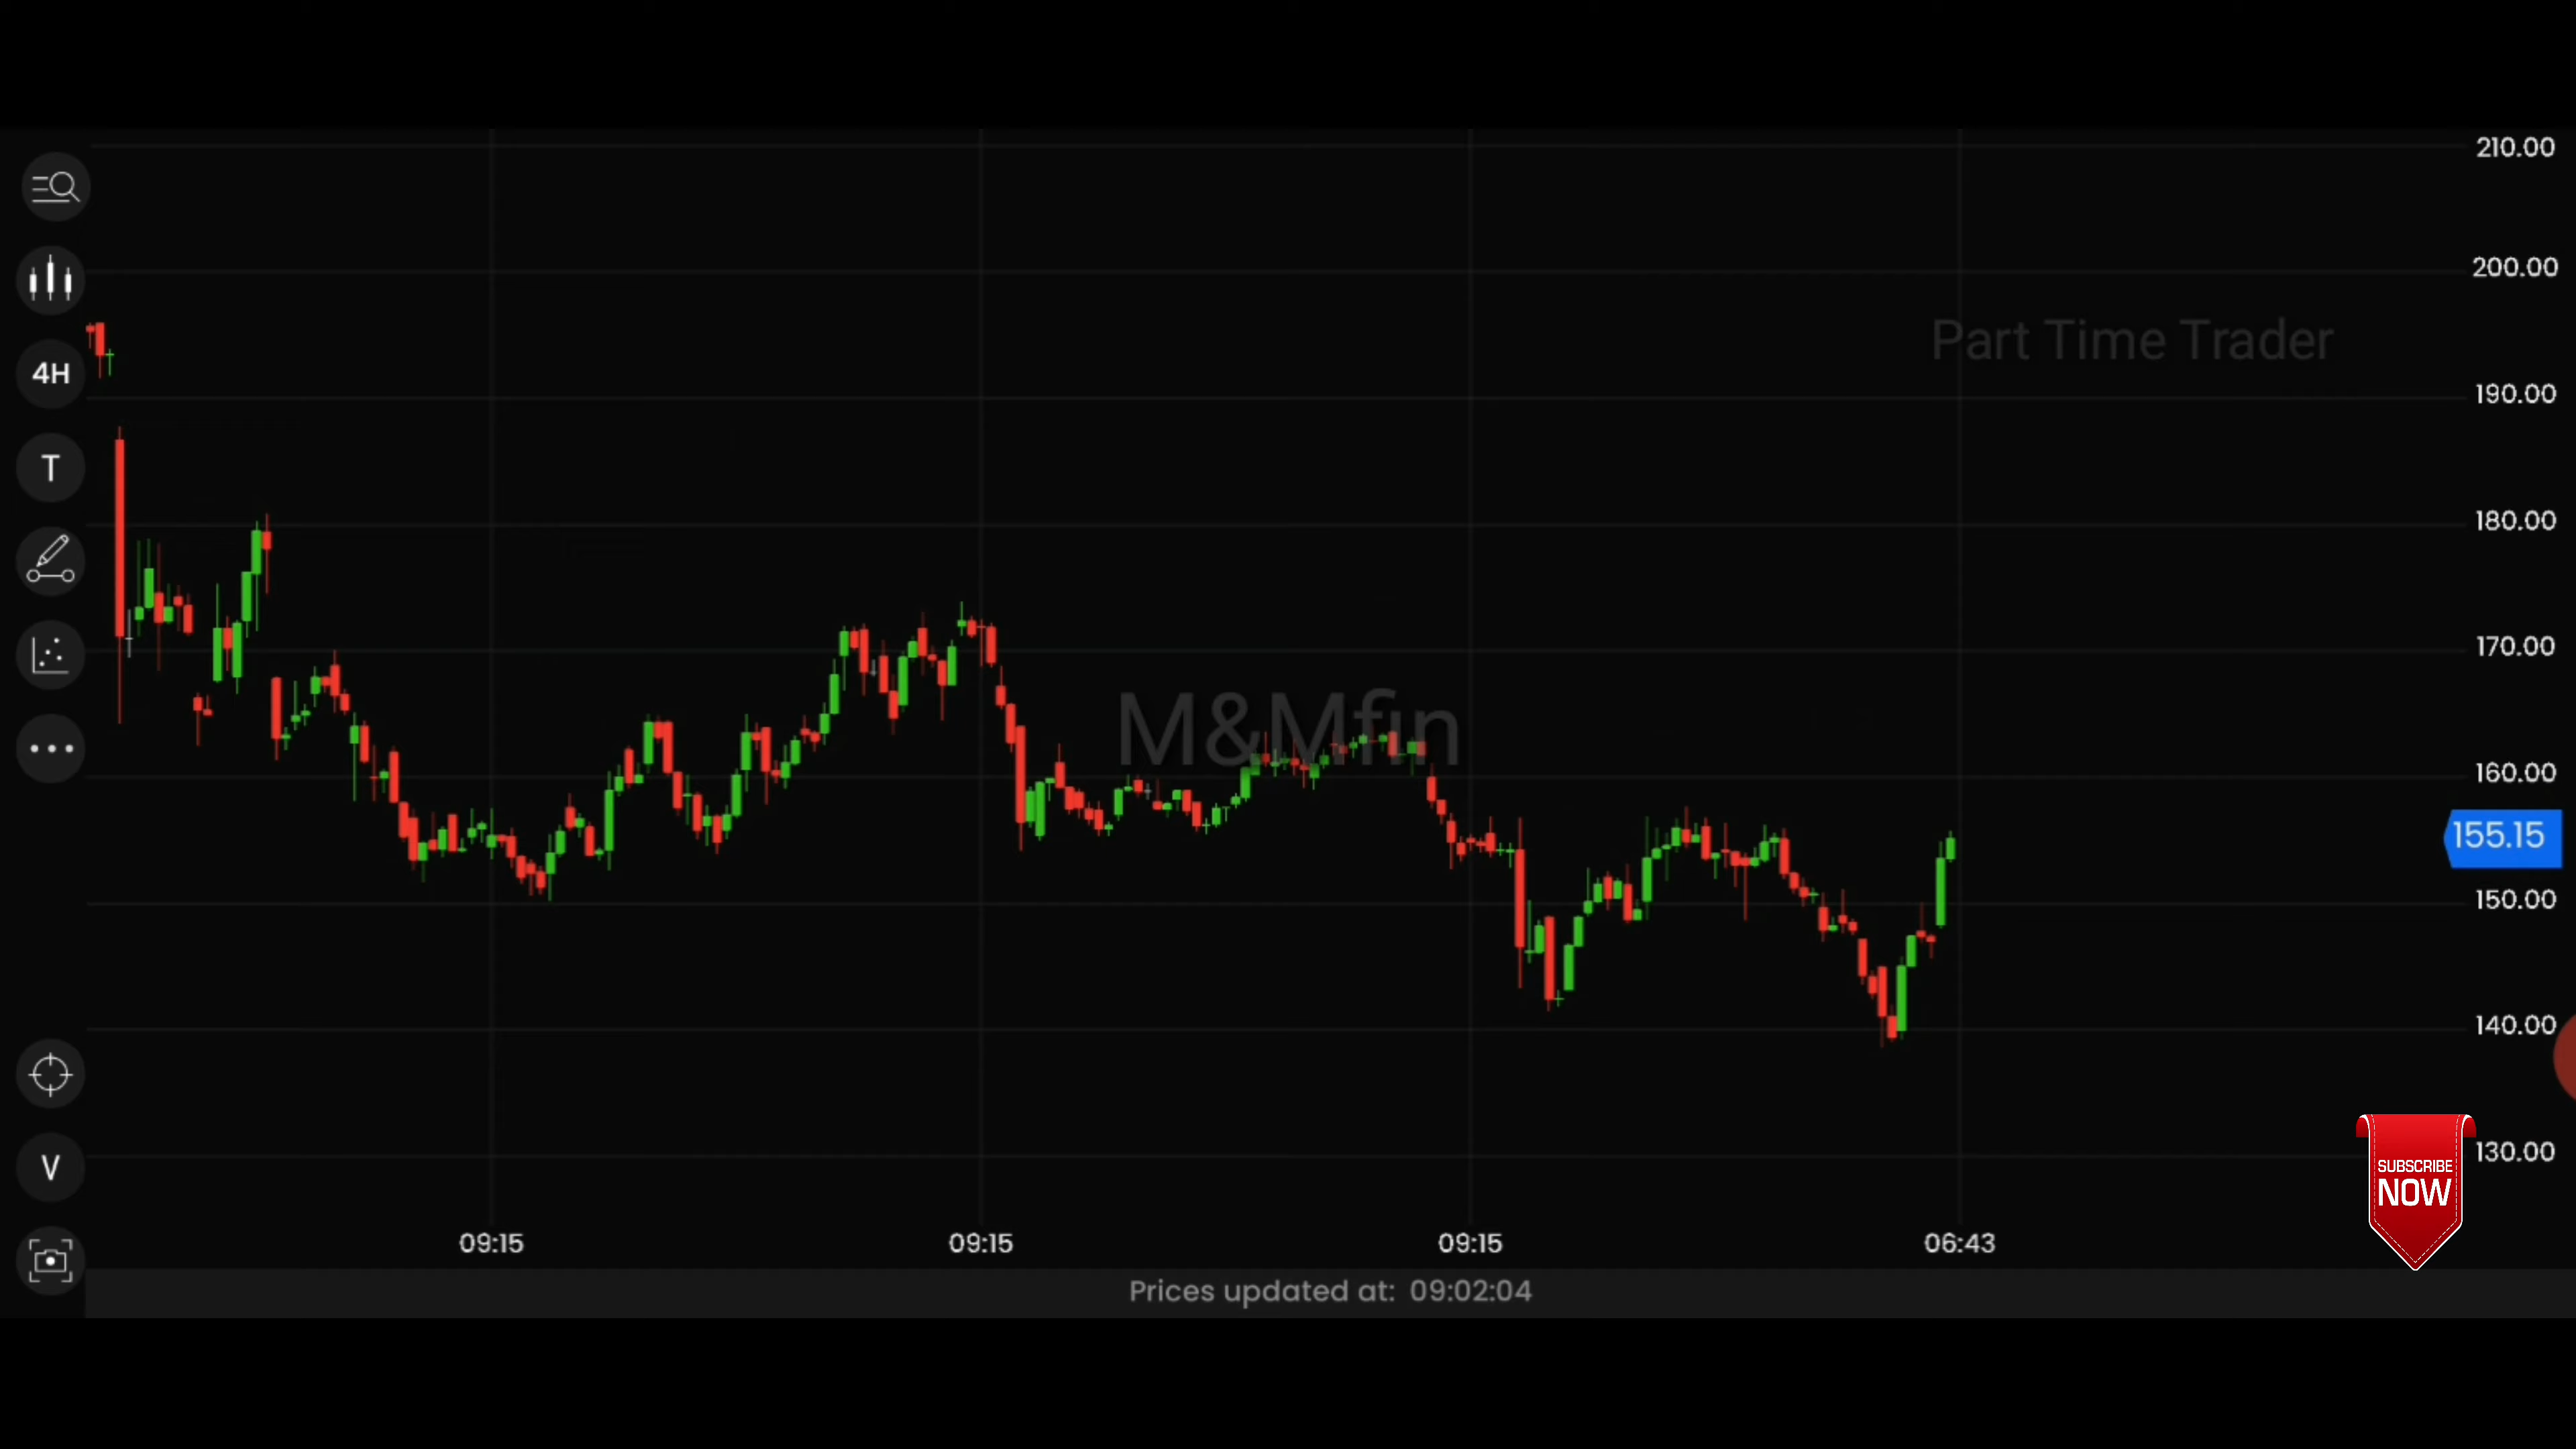 210.00
200.00
Part Time Trader
4H
190.00
T
180.00
170.00
M&Mfin
160.00
155.15
150.00
140.00
130.00
V
SUBSCRIBE
NOW
09:15
09:15
09:15
06:43
Prices updated at: 09:02:04